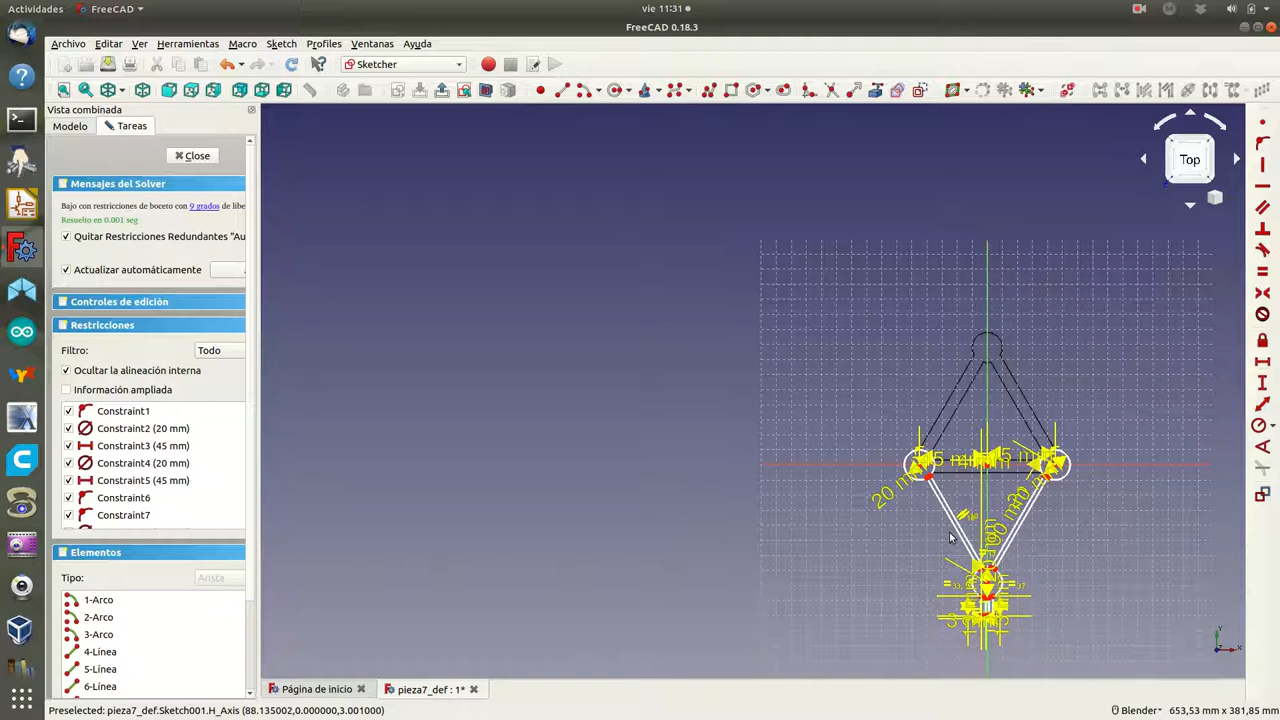 Actividades
FreeCAD
vie 11:31
FreeCAD 0.18.3
Archivo Editar Ver Herramientas Macro Sketch Profiles Ventanas Ayuda
Sketcher
Vista combinada
Modelo Tareas
Close
Top
Mensajes del Solver
Bajo con restricciones de boceto con 9 grados de libe
Resuelto en 0.001 seg
Quitar Restricciones Redundantes "Au
Actualizar automáticamente
Controles de edición
Restricciones
Filtro: Todo
Ocultar la alineación interna
Información ampliada
Constraint1
Constraint2 (20 mm)
Constraint3 (45 mm)
Constraint4 (20 mm)
Constraint5 (45 mm)
Constraint6
Constraint7
Elementos
Tipo: Arista
1-Arco
2-Arco
3-Arco
4-Línea
5-Línea
6-Línea
Página de inicio
pieza7_def : 1*
Preselected: pieza7_def.Sketch001.H_Axis (88.135002,0.000000,3.001000)
Blender
653,53 mm x 381,85 mm